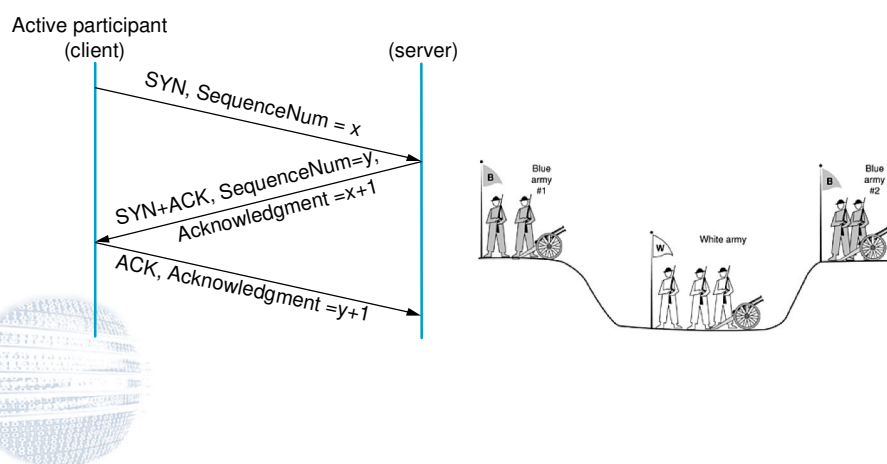 Active participant
(client)
(server)
SYN, SequenceNum = x
SYN+ACK, SequenceNum=y,
Acknowledgment =x+1
ACK, Acknowledgment =y+1
B
Blue
army
#1
W
White army
B
Blue
army
#2